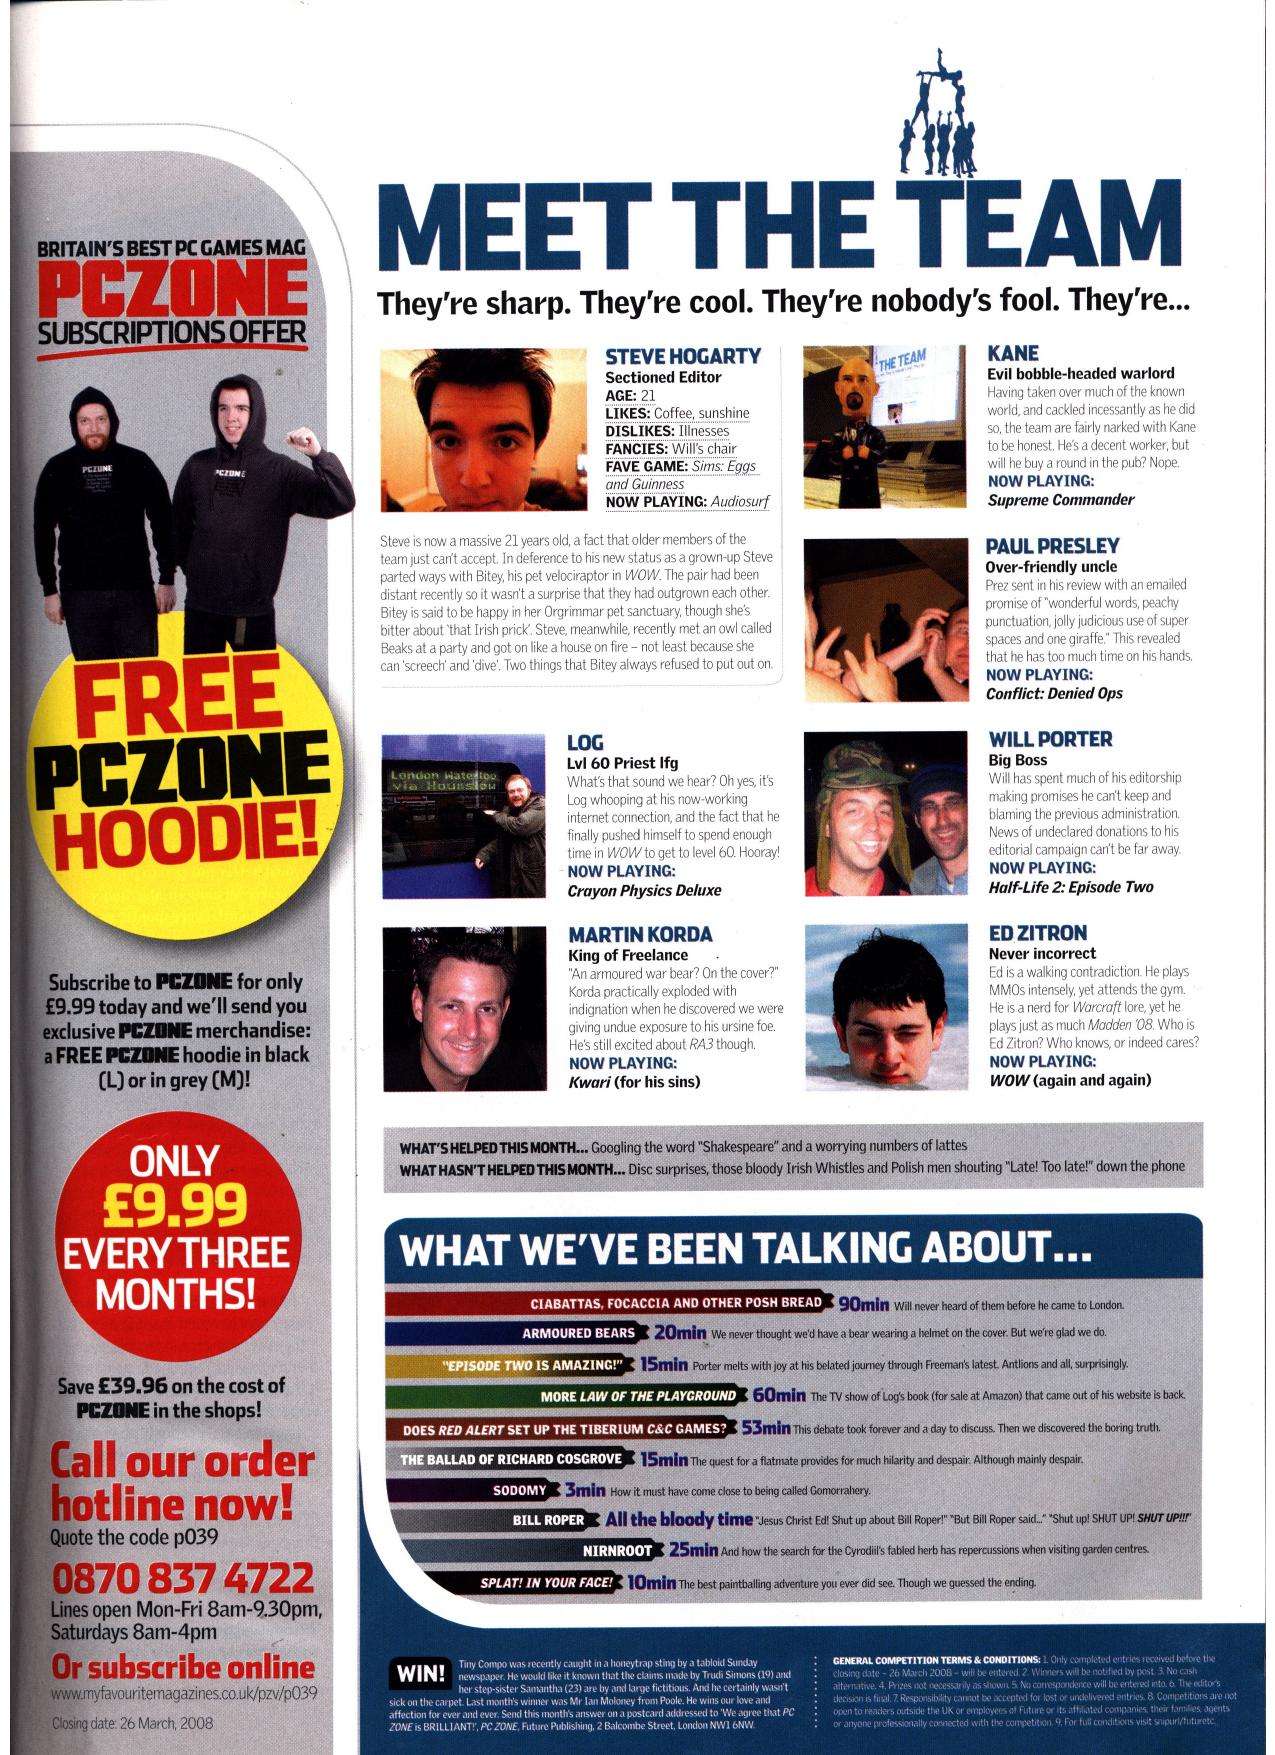 BRITAIN'S BEST PC GAMES MAG
PCZONE
SUBSCRIPTIONS OFFER
PCZONE
PCZONE
FREE
PCZONE
HOODIE!
Subscribe to PCZONE for only
£9.99 today and we'll send you
exclusive PCZONE merchandise:
a FREE PCZONE hoodie in black
(L) or in grey (M)!
ONLY
£9.99
EVERY THREE
MONTHS!
Save £39.96 on the cost of
PCZONE in the shops!
Call our order
hotline now!
Quote the code p039
0870 837 4722
Lines open Mon-Fri 8am-9.30pm,
Saturdays 8am-4pm
Or subscribe online
www.myfavouritemagazines.co.uk/pzv/p039
Closing date: 26 March, 2008
MEET THE TEAM
They're sharp. They're cool. They're nobody's fool. They're...
STEVE HOGARTY
Sectioned Editor
AGE: 21
LIKES: Coffee, sunshine
DISLIKES: Illnesses
FANCIES: Will's chair
FAVE GAME: Sims: Eggs
and Guinness
NOW PLAYING: Audiosurf
Steve is now a massive 21 years old, a fact that older members of the
team just can't accept. In deference to his new status as a grown-up Steve
parted ways with Bitey, his pet velociraptor in WOW. The pair had been
distant recently so it wasn't a surprise that they had outgrown each other.
Bitey is said to be happy in her Orgrimmar pet sanctuary, though she's
bitter about 'that Irish prick'. Steve, meanwhile, recently met an owl called
Beaks at a party and got on like a house on fire – not least because she
can 'screech' and 'dive'. Two things that Bitey always refused to put out on.
THE TEAM
KANE
Evil bobble-headed warlord
Having taken over much of the known
world, and cackled incessantly as he did
so, the team are fairly narked with Kane
to be honest. He's a decent worker, but
will he buy a round in the pub? Nope.
NOW PLAYING:
Supreme Commander
PAUL PRESLEY
Over-friendly uncle
Prez sent in his review with an emailed
promise of "wonderful words, peachy
punctuation, jolly judicious use of super
spaces and one giraffe." This revealed
that he has too much time on his hands.
NOW PLAYING:
Conflict: Denied Ops
London Waterloo
via Hounslow
LOG
Lvl 60 Priest lfg
What's that sound we hear? Oh yes, it's
Log whooping at his now-working
internet connection, and the fact that he
finally pushed himself to spend enough
time in WOW to get to level 60. Hooray!
NOW PLAYING:
Crayon Physics Deluxe
WILL PORTER
Big Boss
Will has spent much of his editorship
making promises he can't keep and
blaming the previous administration.
News of undeclared donations to his
editorial campaign can't be far away.
NOW PLAYING:
Half-Life 2: Episode Two
MARTIN KORDA
King of Freelance
"An armoured war bear? On the cover?"
Korda practically exploded with
indignation when he discovered we were
giving undue exposure to his ursine foe.
He's still excited about RA3 though.
NOW PLAYING:
Kwari (for his sins)
ED ZITRON
Never incorrect
Ed is a walking contradiction. He plays
MMOs intensely, yet attends the gym.
He is a nerd for Warcraft lore, yet he
plays just as much Madden '08. Who is
Ed Zitron? Who knows, or indeed cares?
NOW PLAYING:
WOW (again and again)
WHAT'S HELPED THIS MONTH... Googling the word "Shakespeare" and a worrying numbers of lattes
WHAT HASN'T HELPED THIS MONTH... Disc surprises, those bloody Irish Whistles and Polish men shouting "Late! Too late!" down the phone
WHAT WE'VE BEEN TALKING ABOUT...
CIABATTAS, FOCACCIA AND OTHER POSH BREAD 90min Will never heard of them before he came to London.
ARMOURED BEARS 20min We never thought we'd have a bear wearing a helmet on the cover. But we're glad we do.
"EPISODE TWO IS AMAZING!" 15min Porter melts with joy at his belated journey through Freeman's latest. Antlions and all, surprisingly.
MORE LAW OF THE PLAYGROUND 60min The TV show of Log's book (for sale at Amazon) that came out of his website is back.
DOES RED ALERT SET UP THE TIBERIUM C&C GAMES? 53min This debate took forever and a day to discuss. Then we discovered the boring truth.
THE BALLAD OF RICHARD COSGROVE 15min The quest for a flatmate provides for much hilarity and despair. Although mainly despair.
SODOMY 3min How it must have come close to being called Gomorrahery.
BILL ROPER All the bloody time "Jesus Christ Ed! Shut up about Bill Roper!" "But Bill Roper said..." "Shut up! SHUT UP! SHUT UP!!!"
NIRNROOT 25min And how the search for the Cyrodiil's fabled herb has repercussions when visiting garden centres.
SPLAT! IN YOUR FACE! 10min The best paintballing adventure you ever did see. Though we guessed the ending.
WIN! Tiny Compo was recently caught in a honeytrap sting by a tabloid Sunday
newspaper. He would like it known that the claims made by Trudi Simons (19) and
her step-sister Samantha (23) are by and large fictitious. And he certainly wasn't
sick on the carpet. Last month's winner was Mr Ian Moloney from Poole. He wins our love and
affection for ever and ever. Send this month's answer on a postcard addressed to 'We agree that PC
ZONE is BRILLIANT!', PC ZONE, Future Publishing, 2 Balcombe Street, London NW1 6NW.
GENERAL COMPETITION TERMS & CONDITIONS: 1. Only completed entries received before the
closing date – 26 March 2008 – will be entered. 2. Winners will be notified by post. 3. No cash
alternative. 4. Prizes not necessarily as shown. 5. No correspondence will be entered into. 6. The editor's
decision is final. 7. Responsibility cannot be accepted for lost or undelivered entries. 8. Competitions are not
open to readers outside the UK or employees of Future or its affiliated companies, their families, agents
or anyone professionally connected with the competition. 9. For full conditions visit snipurl/futuretc.